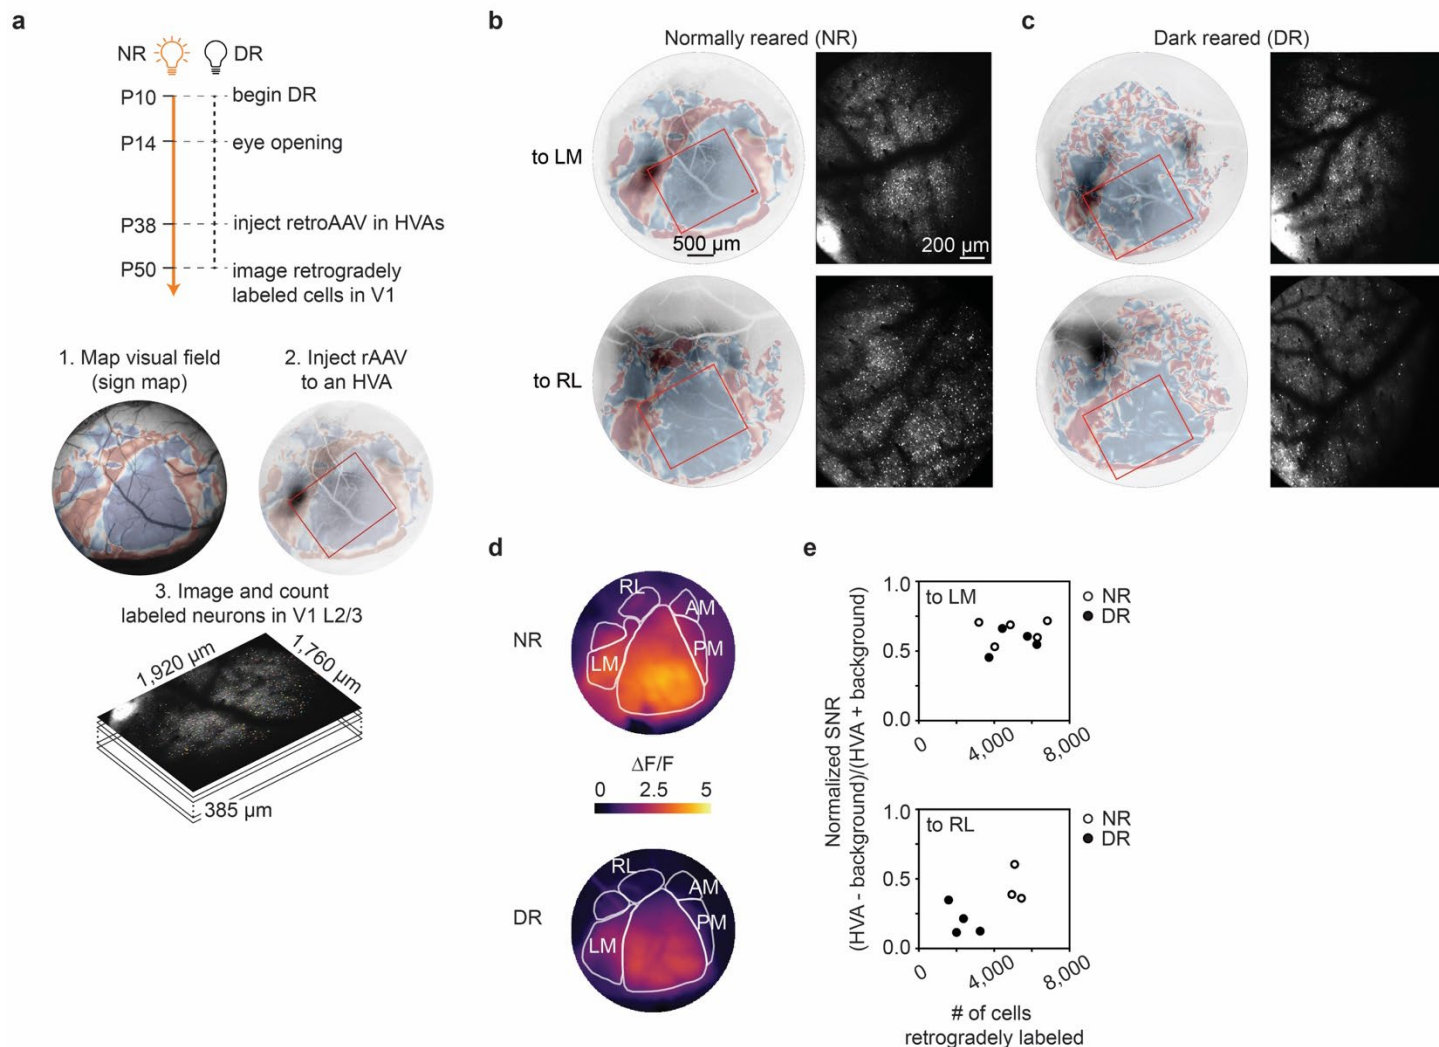 a
NR DR
P10 begin DR
P14 eye opening
P38 inject retroAAV in HVAs
P50 image retrogradely
labeled cells in V1
1. Map visual field
(sign map)
2. Inject rAAV
to an HVA
3. Image and count
labeled neurons in V1 L2/3
1,920 µm
1,760 µm
385 µm
b
Normally reared (NR)
to LM
500 µm
200 µm
to RL
c
Dark reared (DR)
d
NR
RL
AM
LM
PM
ΔF/F
0 2.5 5
DR
RL
AM
LM
PM
e
Normalized SNR
(HVA - background)/(HVA + background)
1.0
to LM
NR
DR
0.5
0.0
0
4,000
8,000
1.0
to RL
NR
DR
0.5
0.0
0
4,000
8,000
# of cells
retrogradely labeled